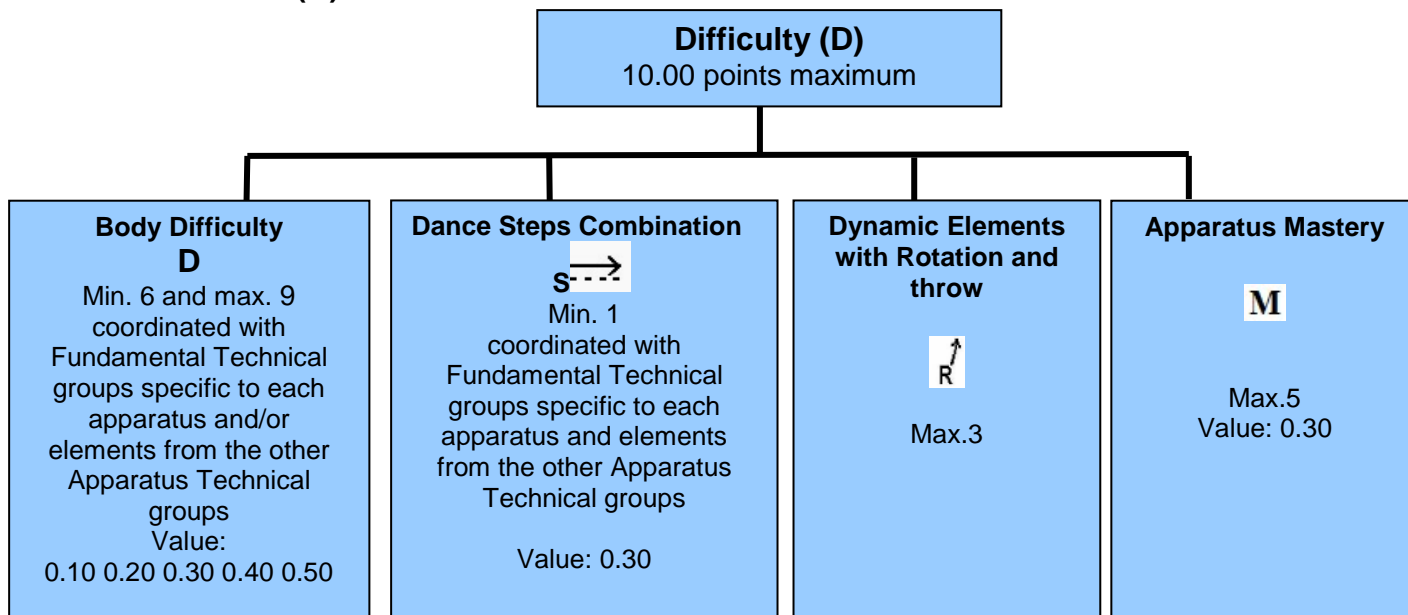 Difficulty (D)
10.00 points maximum
Body Difficulty
D
Min. 6 and max. 9
coordinated with
Fundamental Technical
groups specific to each
apparatus and/or
elements from the other
Apparatus Technical
groups
Value:
0.10 0.20 0.30 0.40 0.50
Dance Steps Combination
S
Min. 1
coordinated with
Fundamental Technical
groups specific to each
apparatus and elements
from the other Apparatus
Technical groups
Value: 0.30
Dynamic Elements
with Rotation and
throw
R
Max.3
Apparatus Mastery
M
Max.5
Value: 0.30